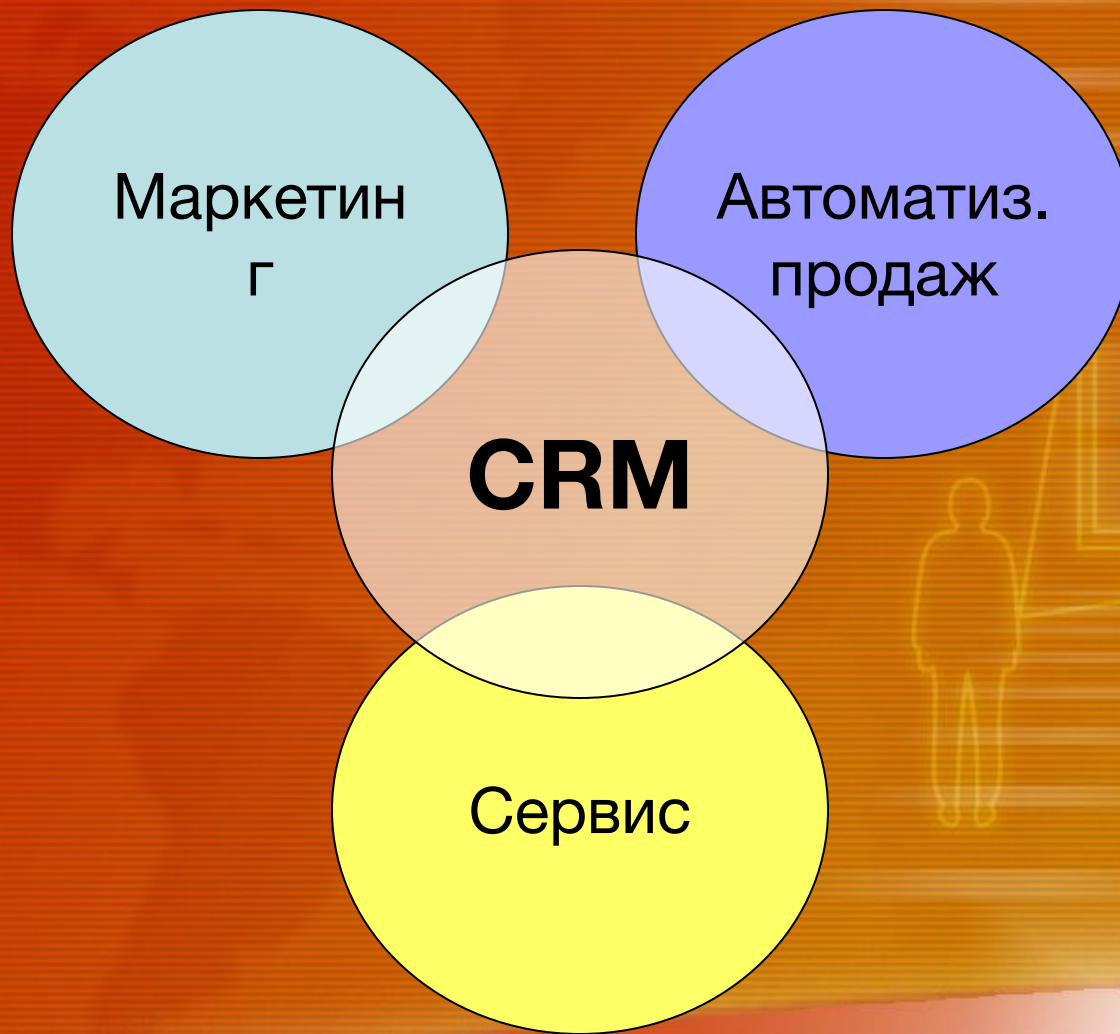 Маркетин
г
Автоматиз.
продаж
CRM
Сервис